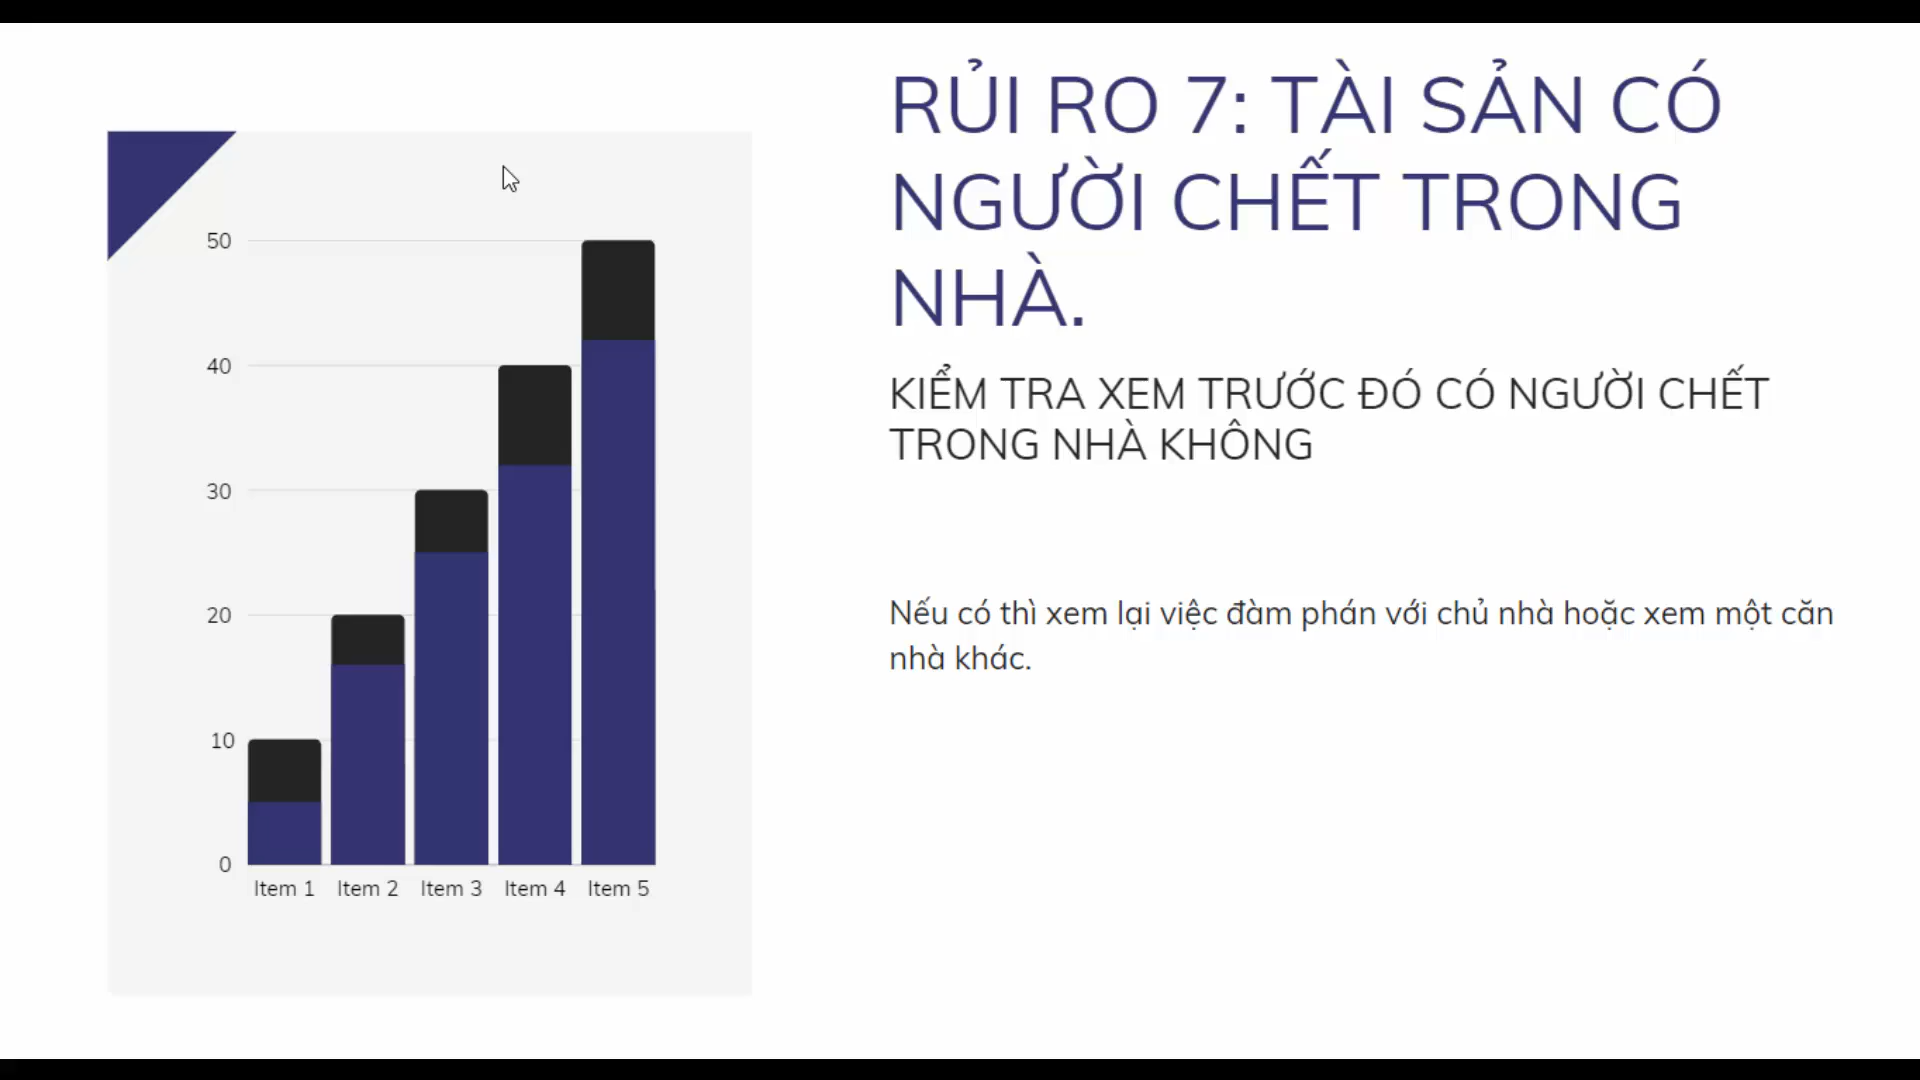 RỦI RO 7: TÀI SẢN CÓ
NGƯỜI CHẾT TRONG
NHÀ.
KIỂM TRA XEM TRƯỚC ĐÓ CÓ NGƯỜI CHẾT
TRONG NHÀ KHÔNG
Nếu có thì xem lại việc đàm phán với chủ nhà hoặc xem một căn
nhà khác.
50
40
30
20
10
0
Item 1 Item 2 Item 3 Item 4 Item 5